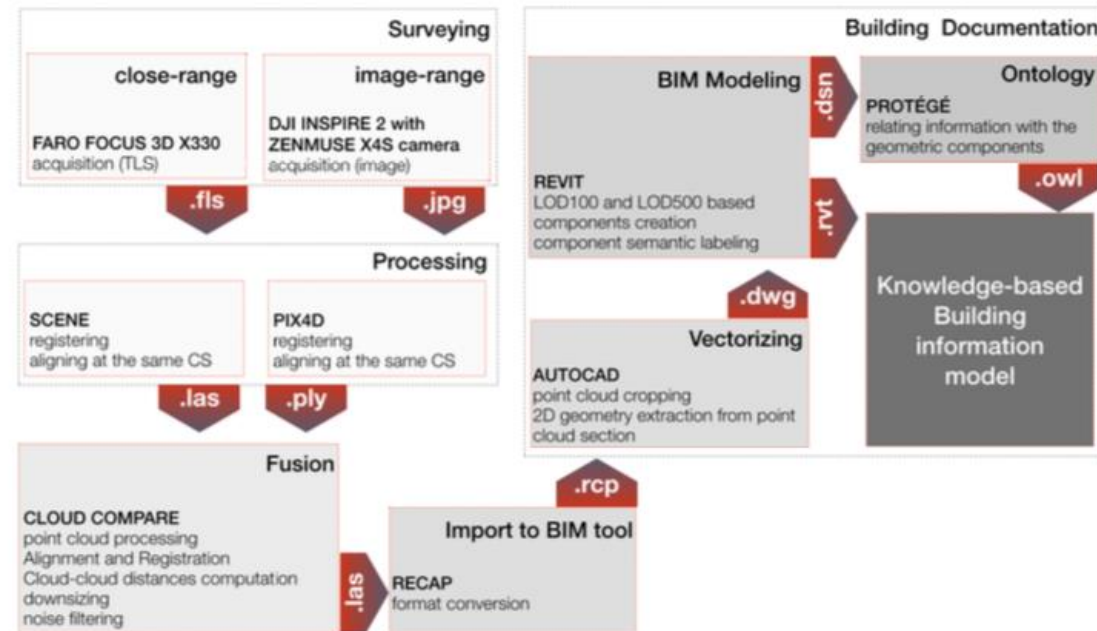 Surveying
close-range
FARO FOCUS 3D X330
acquisition (TLS)
image-range
DJI INSPIRE 2 with
ZENMUSE X4S camera
acquisition (image)
.fls
.jpg
Processing
SCENE
registering
aligning at the same CS
PIX4D
registering
aligning at the same CS
.las
.ply
Fusion
CLOUD COMPARE
point cloud processing
Alignment and Registration
Cloud-cloud distances computation
downsizing
noise filtering
.las
Import to BIM tool
RECAP
format conversion
.rcp
Building Documentation
Vectorizing
AUTOCAD
point cloud cropping
2D geometry extraction from point
cloud section
.dwg
BIM Modeling
REVIT
LOD100 and LOD500 based
components creation
component semantic labeling
.dsn
.rvt
Ontology
PROTÉGÉ
relating information with the
geometric components
.owl
Knowledge-based
Building
information
model